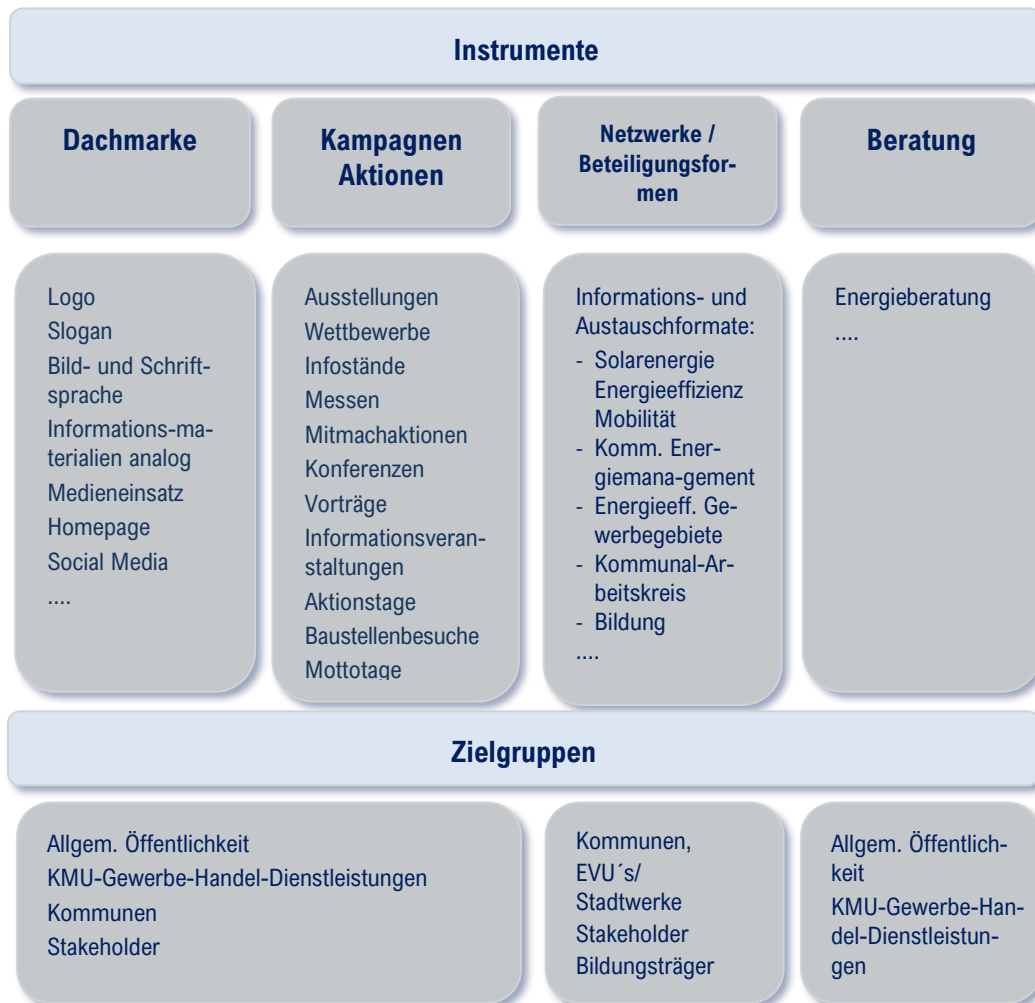 Instrumente
Dachmarke
Kampagnen
Aktionen
Netzwerke /
Beteiligungsfor-
men
Beratung
Logo
Slogan
Bild- und Schrift-
sprache
Informations-ma-
terialien analog
Medieneinsatz
Homepage
Social Media
....
Ausstellungen
Wettbewerbe
Infostände
Messen
Mitmachaktionen
Konferenzen
Vorträge
Informationsveran-
staltungen
Aktionstage
Baustellenbesuche
Mottotage
Informations- und
Austauschformate:
- Solarenergie
Energieeffizienz
Mobilität
- Komm. Ener-
giemana-gement
- Energieeff. Ge-
werbegebiete
- Kommunal-Ar-
beitskreis
- Bildung
....
Energieberatung
....
Zielgruppen
Allgem. Öffentlichkeit
KMU-Gewerbe-Handel-Dienstleistungen
Kommunen
Stakeholder
Kommunen,
EVU´s/
Stadtwerke
Stakeholder
Bildungsträger
Allgem. Öffentlich-
keit
KMU-Gewerbe-Han-
del-Dienstleistun-
gen